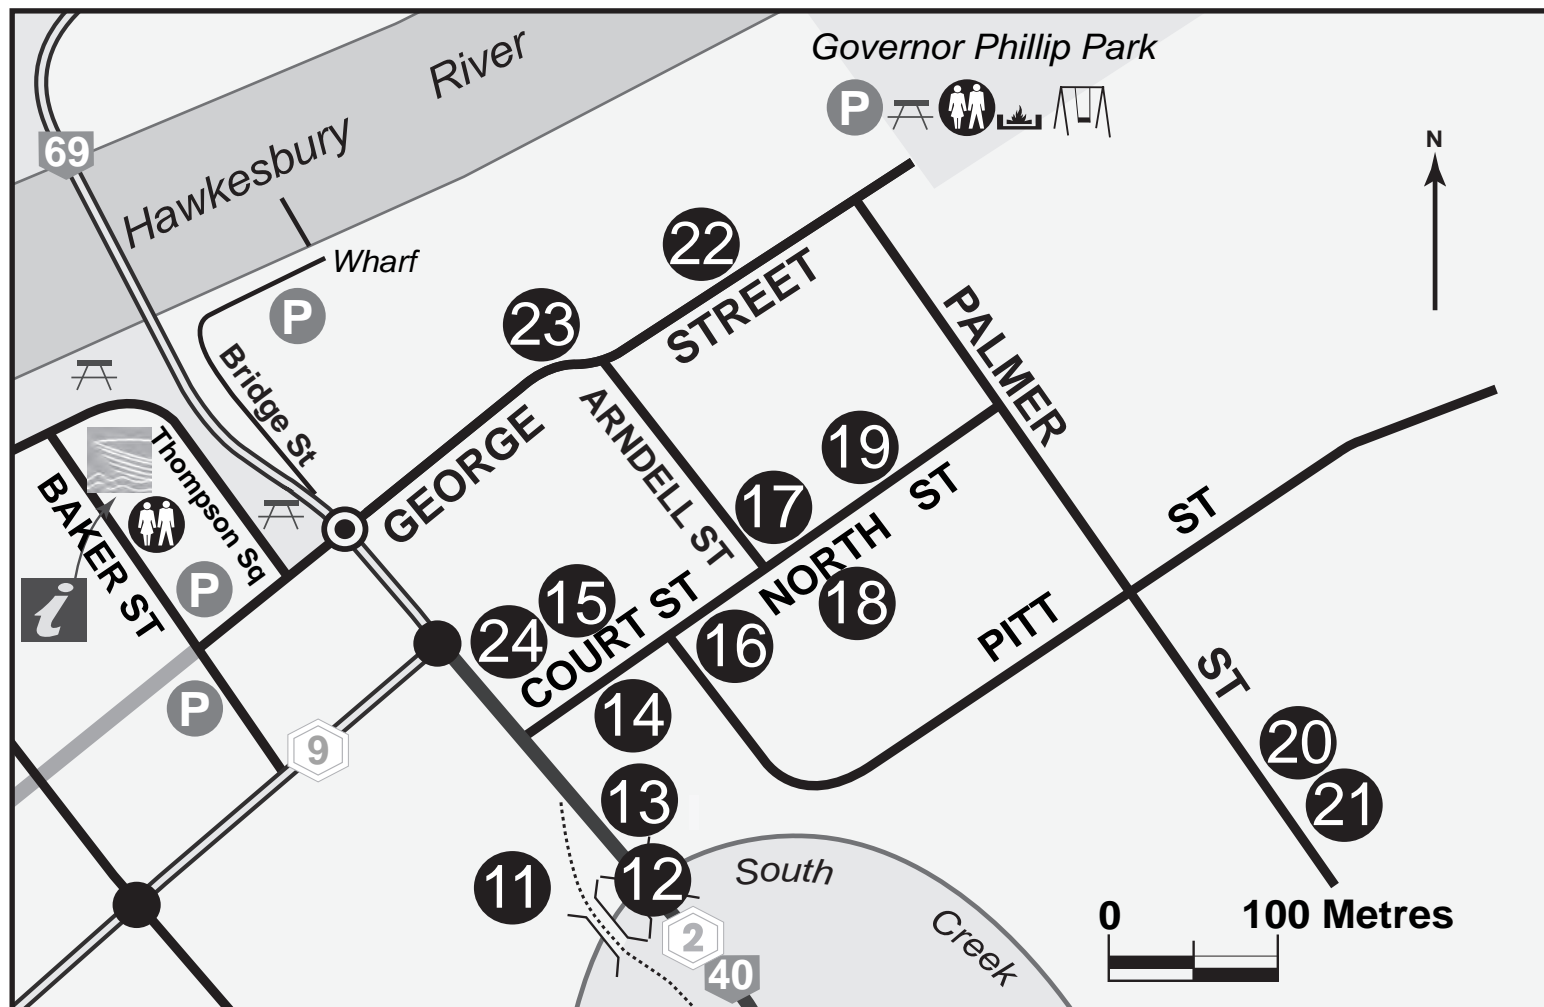 Governor Phillip Park
P
River
Hawkesbury
69
N
22
Wharf
P
23
STREET
PALMER
Bridge St
GEORGE
ARNDELL ST
19
17
NORTH ST
Thompson Sq
BAKER ST
P
i
15
24
COURT ST
18
16
PITT ST
ST
P
14
9
20
13
21
11
12
South
Creek
2
40
0 100 Metres